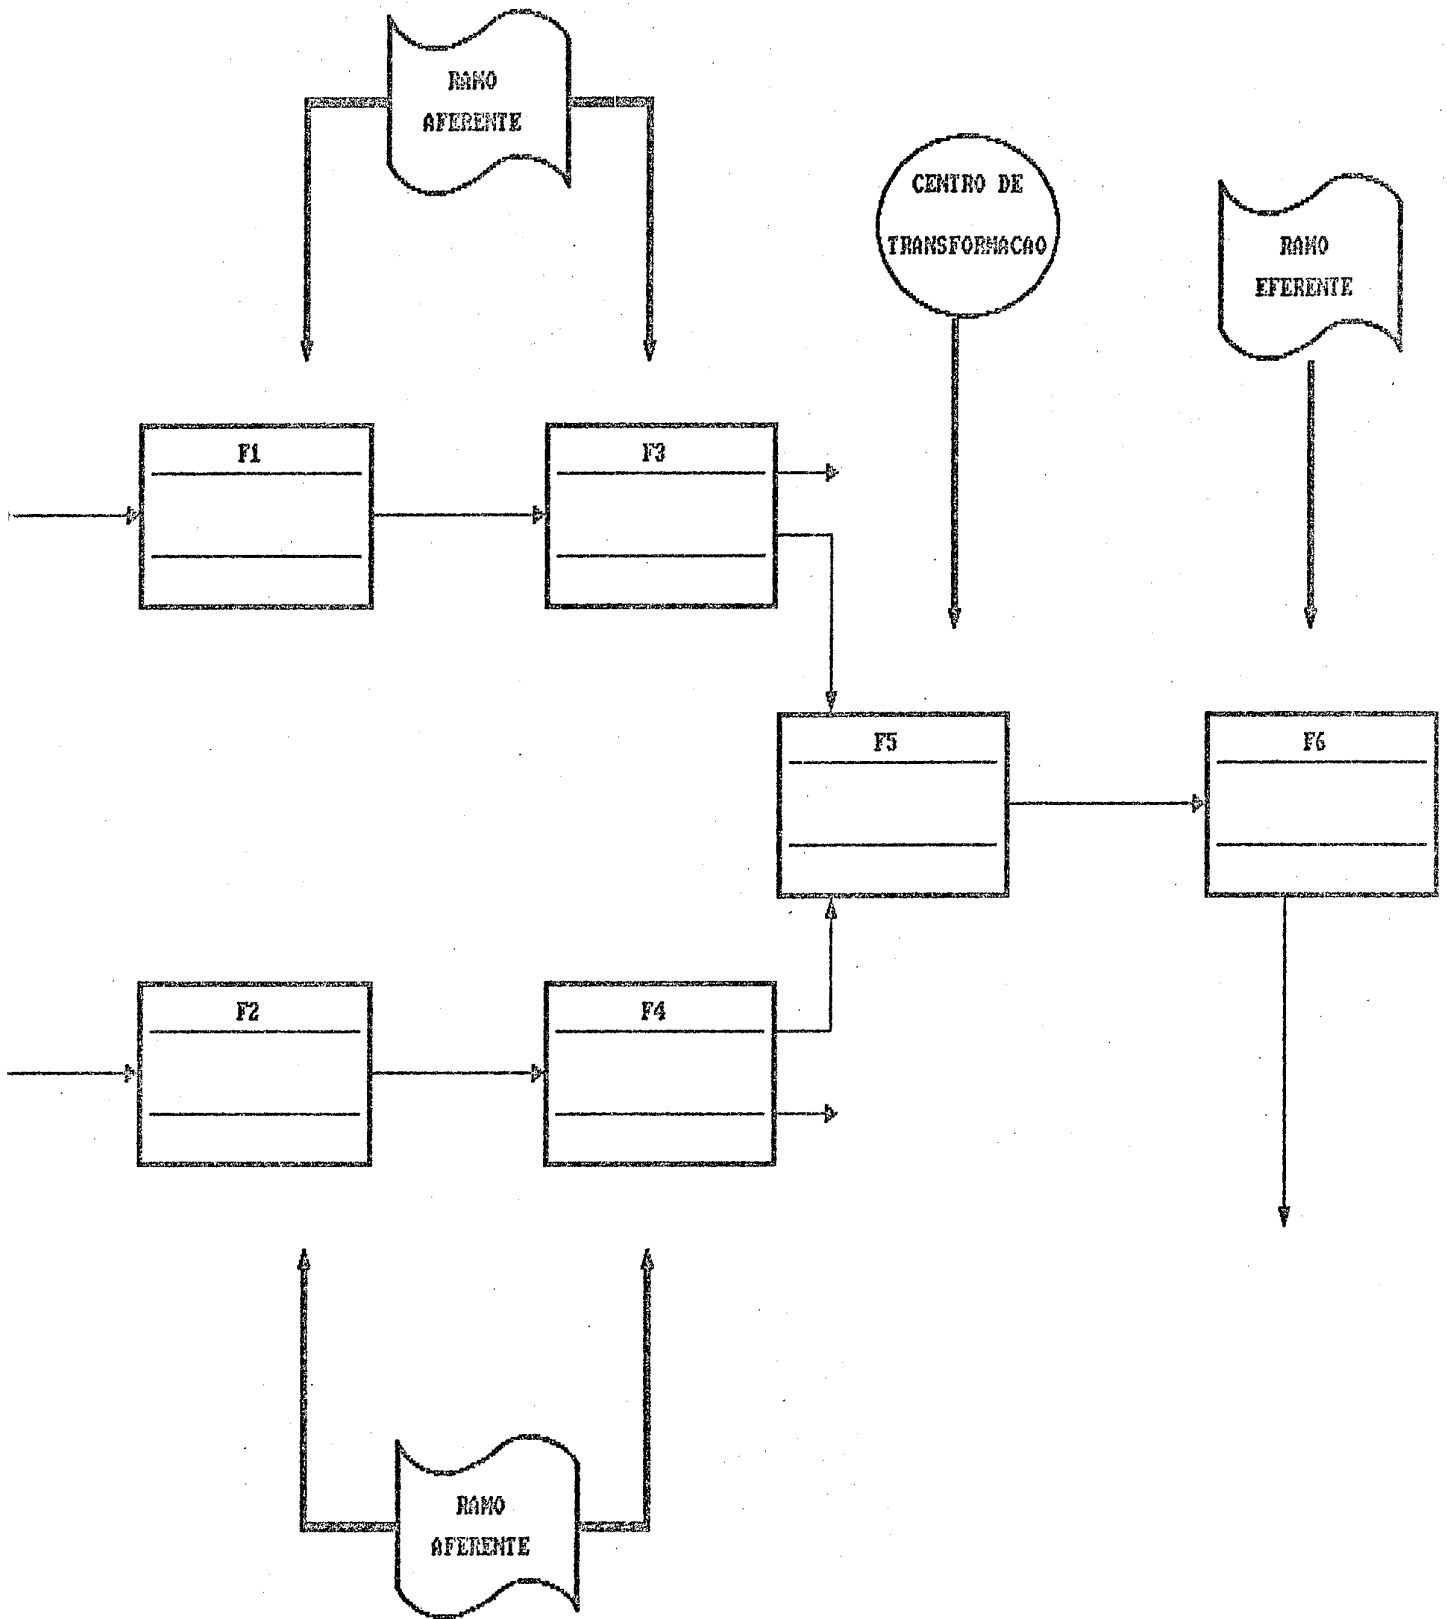 RAMO
AFERENTE
CENTRO DE
TRANSFORMACAO
RAMO
EFERENTE
F1
F3
F5
F6
F2
F4
RAMO
AFERENTE